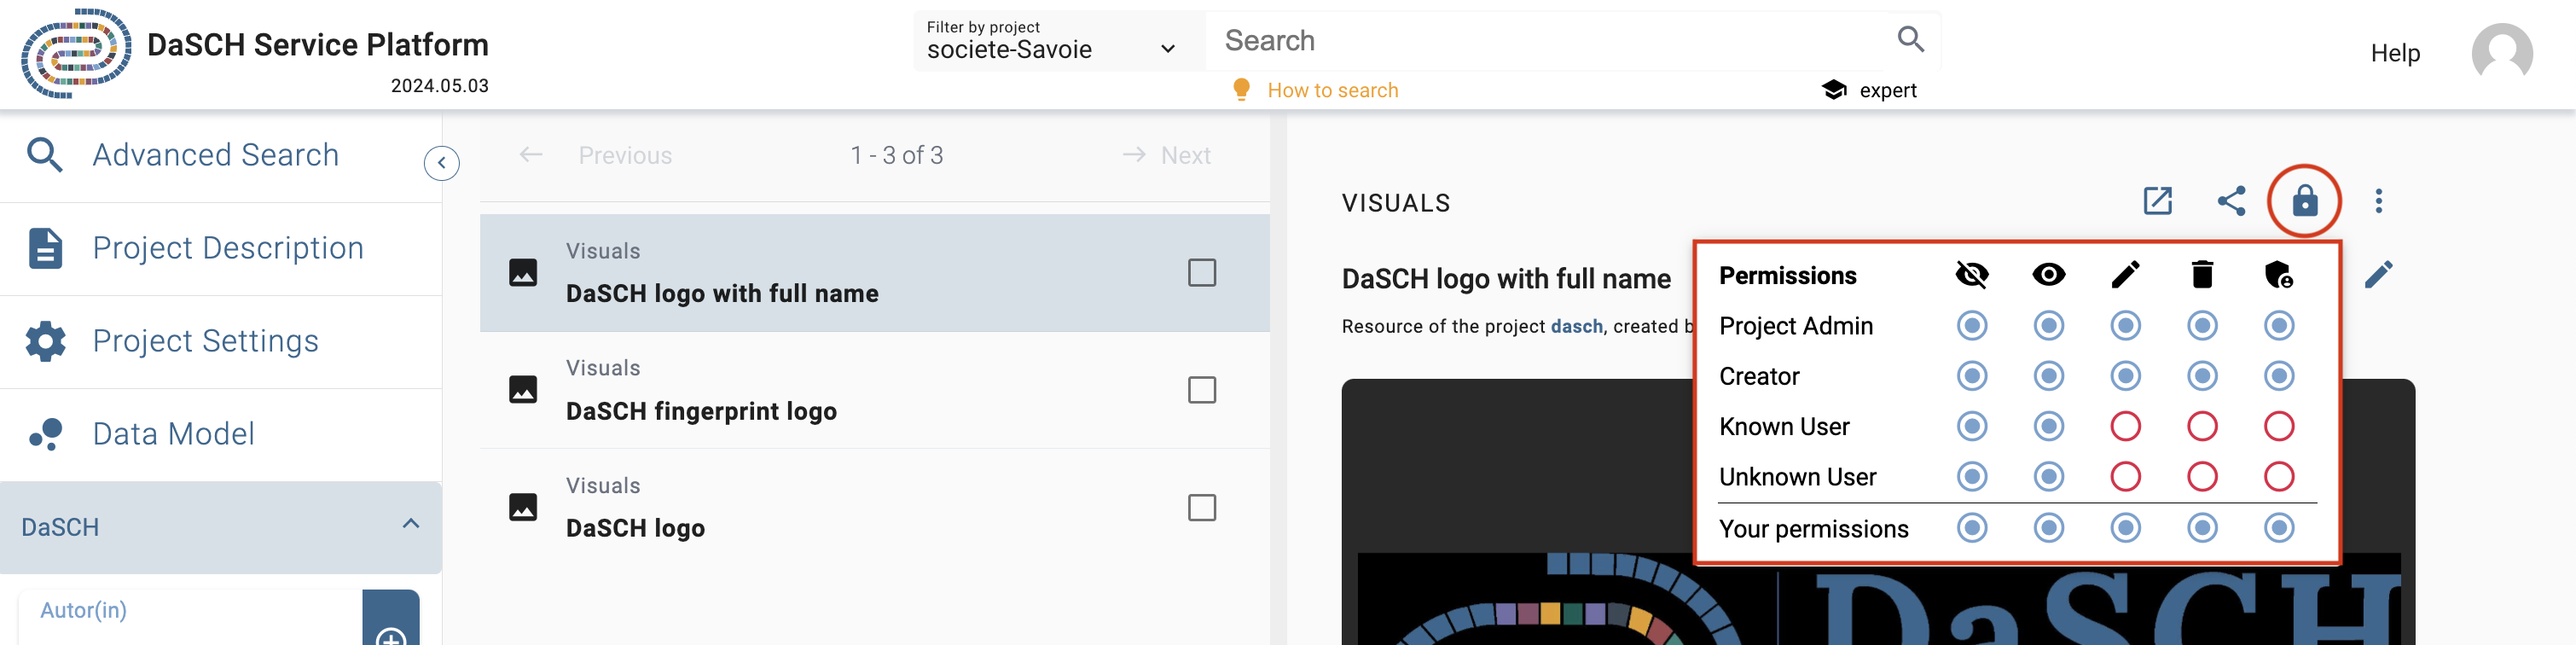 DaSCH Service Platform
2024.05.03
Filter by project
societe-Savoie
Search
How to search
expert
Help
Advanced Search
Project Description
Project Settings
Data Model
DaSCH
Autor(in)
Previous
1 - 3 of 3
Next
Visuals
DaSCH logo with full name
Visuals
DaSCH fingerprint logo
Visuals
DaSCH logo
VISUALS
DaSCH logo with full name
Resource of the project dasch, created b
Permissions
Project Admin
Creator
Known User
Unknown User
Your permissions
DaSCH